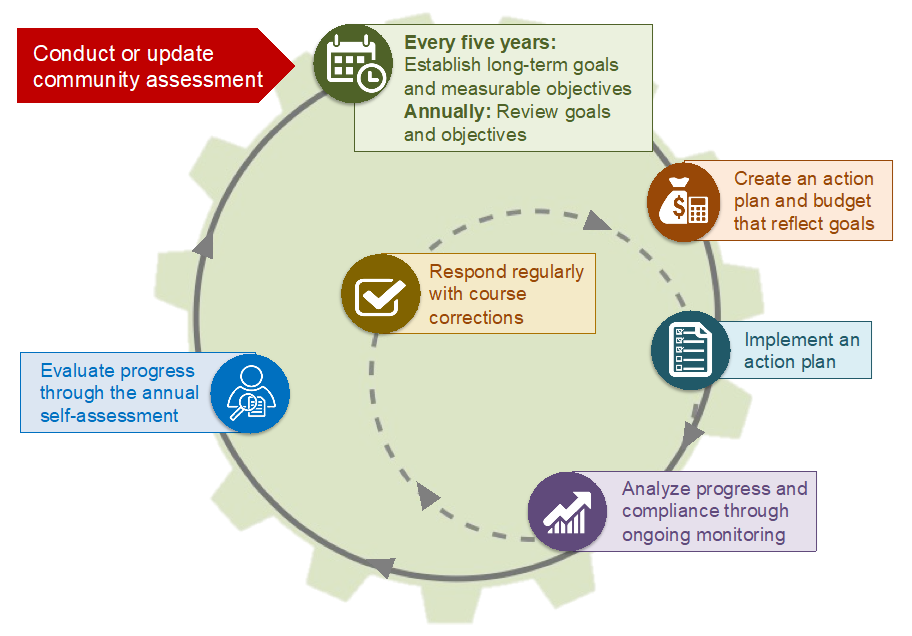 Conduct or update
community assessment
Every five years:
Establish long-term goals
and measurable objectives
Annually: Review goals
and objectives
Create an action
plan and budget
that reflect goals
Respond regularly
with course
corrections
Implement an
action plan
Evaluate progress
through the annual
self-assessment
Analyze progress and
compliance through
ongoing monitoring
$